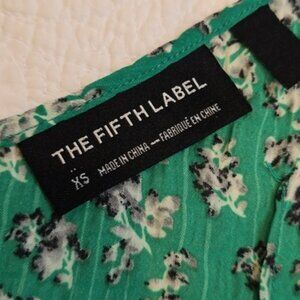 THE FIFTH LABEL
XS MADE IN CHINA — FABRIQUÉ EN CHINE